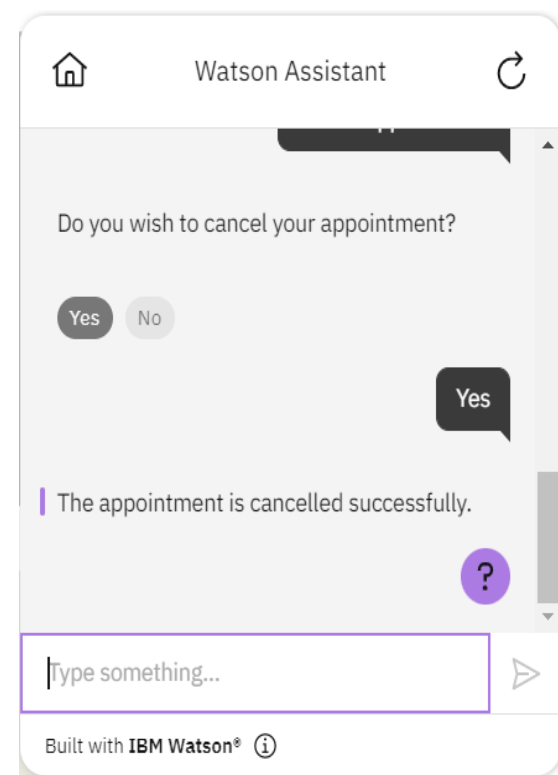 Watson Assistant
Do you wish to cancel your appointment?
Yes No
Yes
The appointment is cancelled successfully.
?
Type something...
Built with IBM Watson®